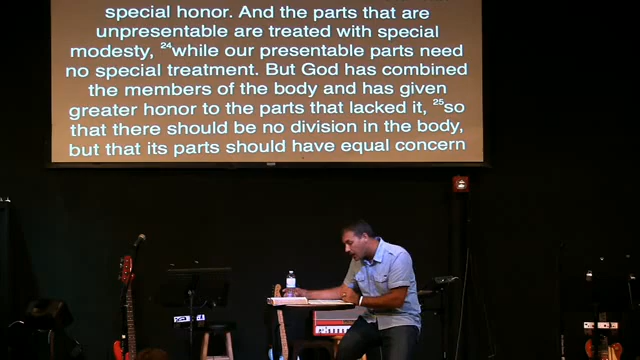 special honor. And the parts that are
unpresentable are treated with special
modesty, 24while our presentable parts need
no special treatment. But God has combined
the members of the body and has given
greater honor to the parts that lacked it, 25so
that there should be no division in the body,
but that its parts should have equal concern